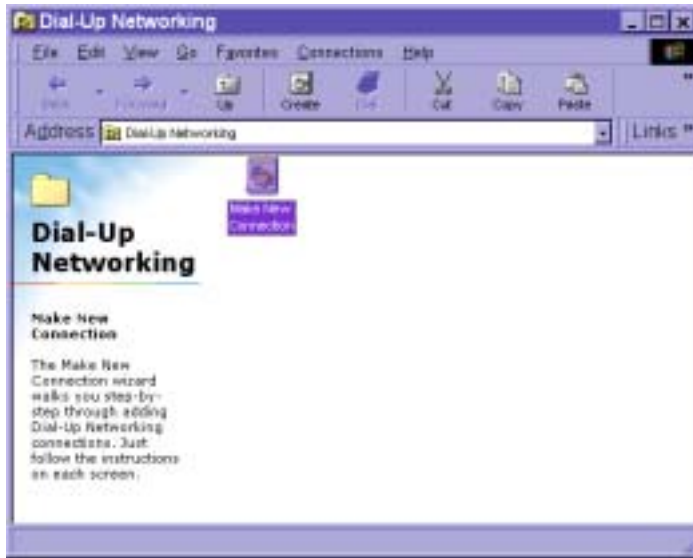 Dial-Up Networking
File Edit View Go Favorites Connections Help
Back Forward Up Create Dial Cut Copy Paste
Address Dial-Up Networking Links
Make New
Connection
Dial-Up
Networking
Make New
Connection
The Make New
Connection wizard
walks you step-by-
step through adding
Dial-Up Networking
connections. Just
follow the instructions
on each screen.